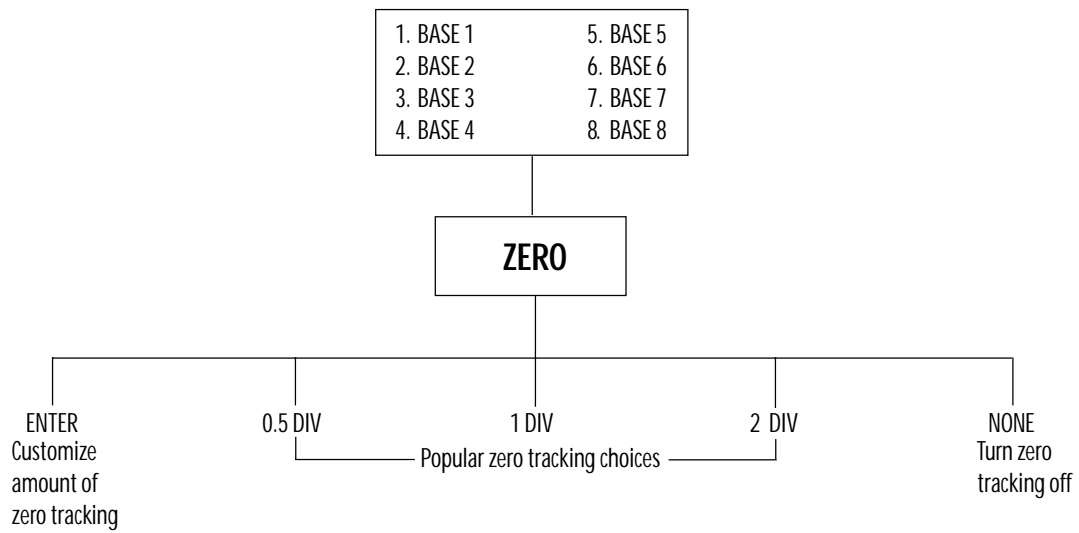 1. BASE 1 5. BASE 5
2. BASE 2 6. BASE 6
3. BASE 3 7. BASE 7
4. BASE 4 8. BASE 8
ZERO
ENTER 0.5 DIV 1 DIV 2 DIV NONE
Customize
amount of
zero tracking
Popular zero tracking choices
Turn zero
tracking off